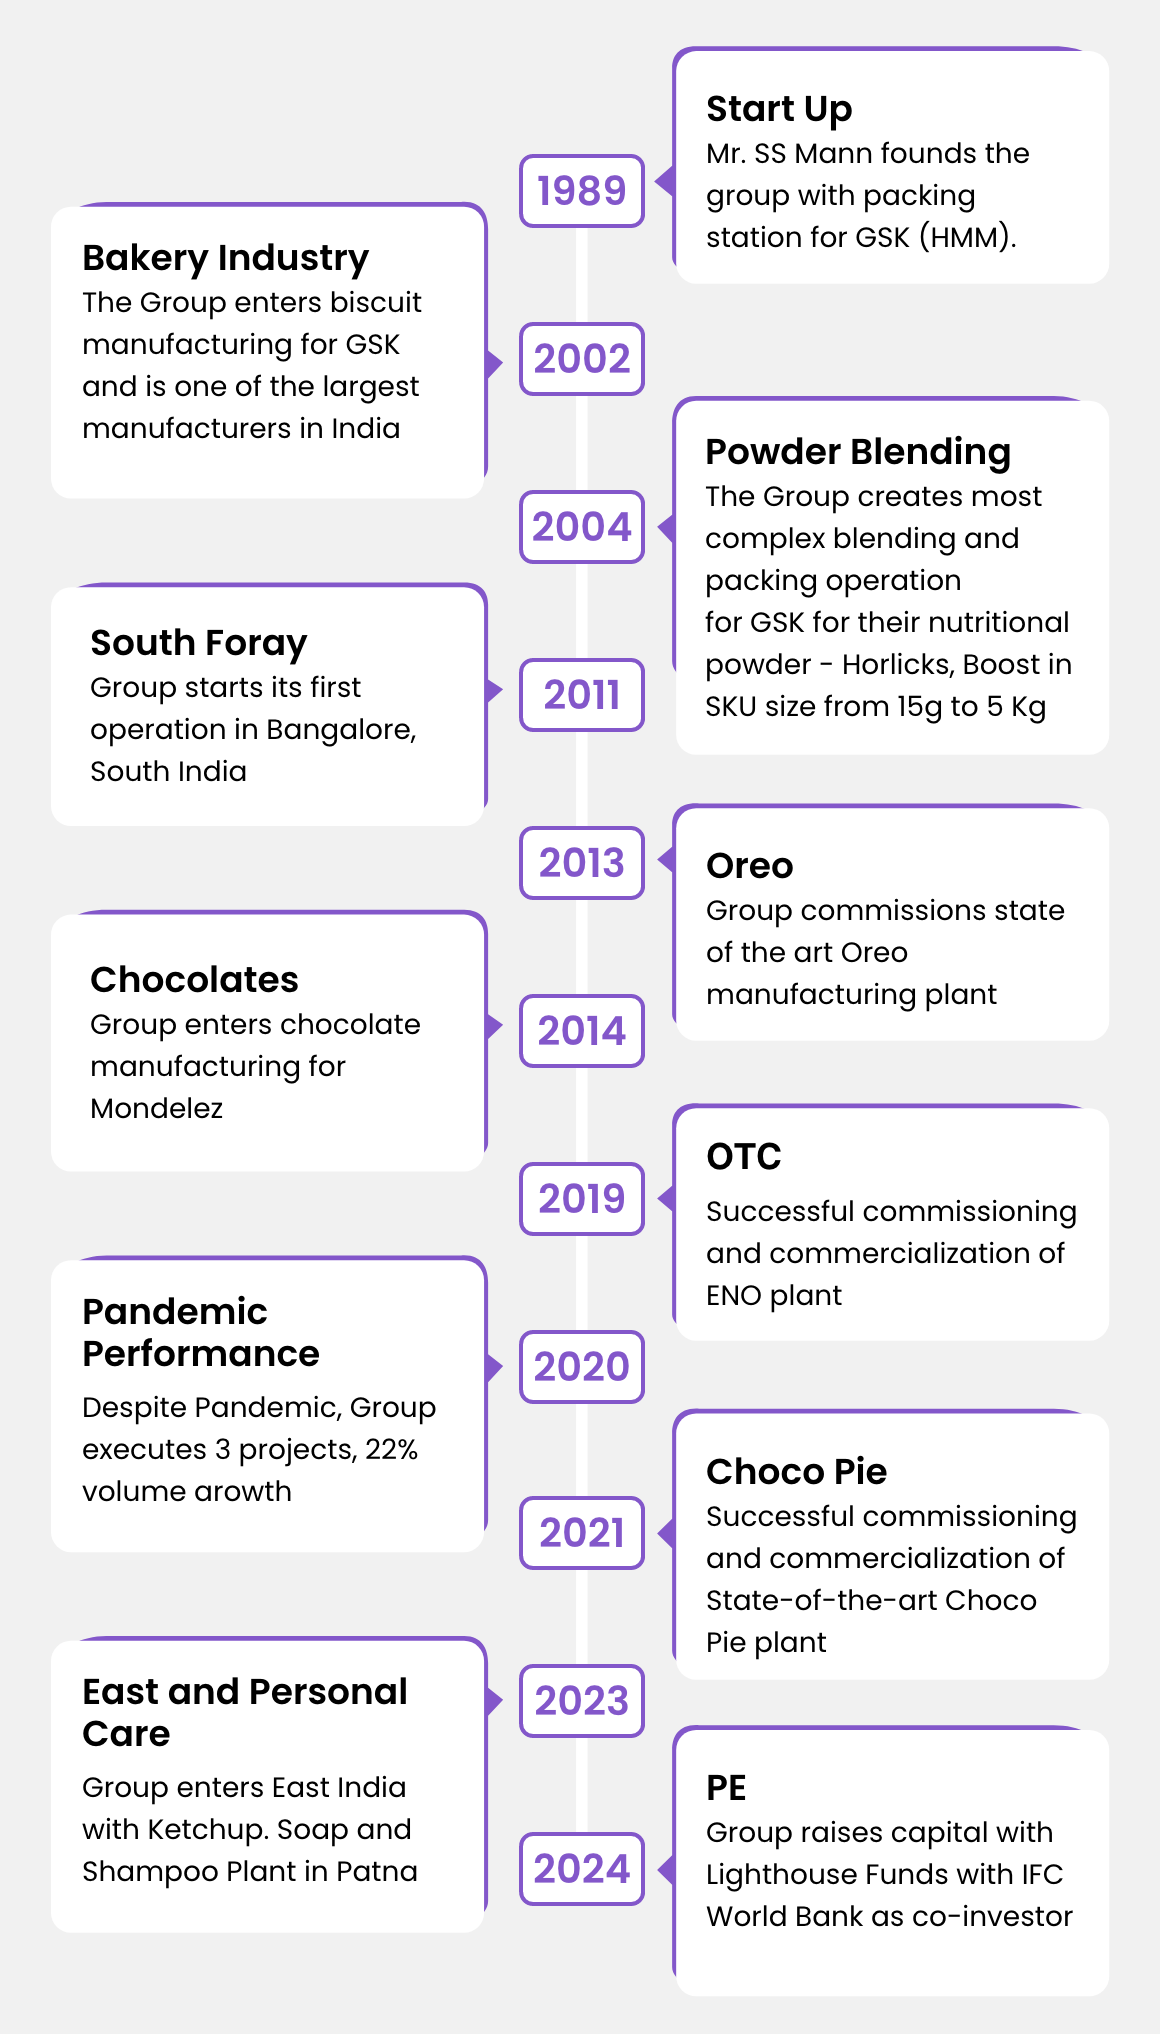 1989
Start Up
Mr. SS Mann founds the
group with packing
station for GSK (HMM).
2002
Bakery Industry
The Group enters biscuit
manufacturing for GSK
and is one of the largest
manufacturers in India
2004
Powder Blending
The Group creates most
complex blending and
packing operation
for GSK for their nutritional
powder - Horlicks, Boost in
SKU size from 15g to 5 Kg
2011
South Foray
Group starts its first
operation in Bangalore,
South India
2013
Oreo
Group commissions state
of the art Oreo
manufacturing plant
2014
Chocolates
Group enters chocolate
manufacturing for
Mondelez
2019
OTC
Successful commissioning
and commercialization of
ENO plant
2020
Pandemic
Performance
Despite Pandemic, Group
executes 3 projects, 22%
volume arowth
2021
Choco Pie
Successful commissioning
and commercialization of
State-of-the-art Choco
Pie plant
2023
East and Personal
Care
Group enters East India
with Ketchup. Soap and
Shampoo Plant in Patna
2024
PE
Group raises capital with
Lighthouse Funds with IFC
World Bank as co-investor